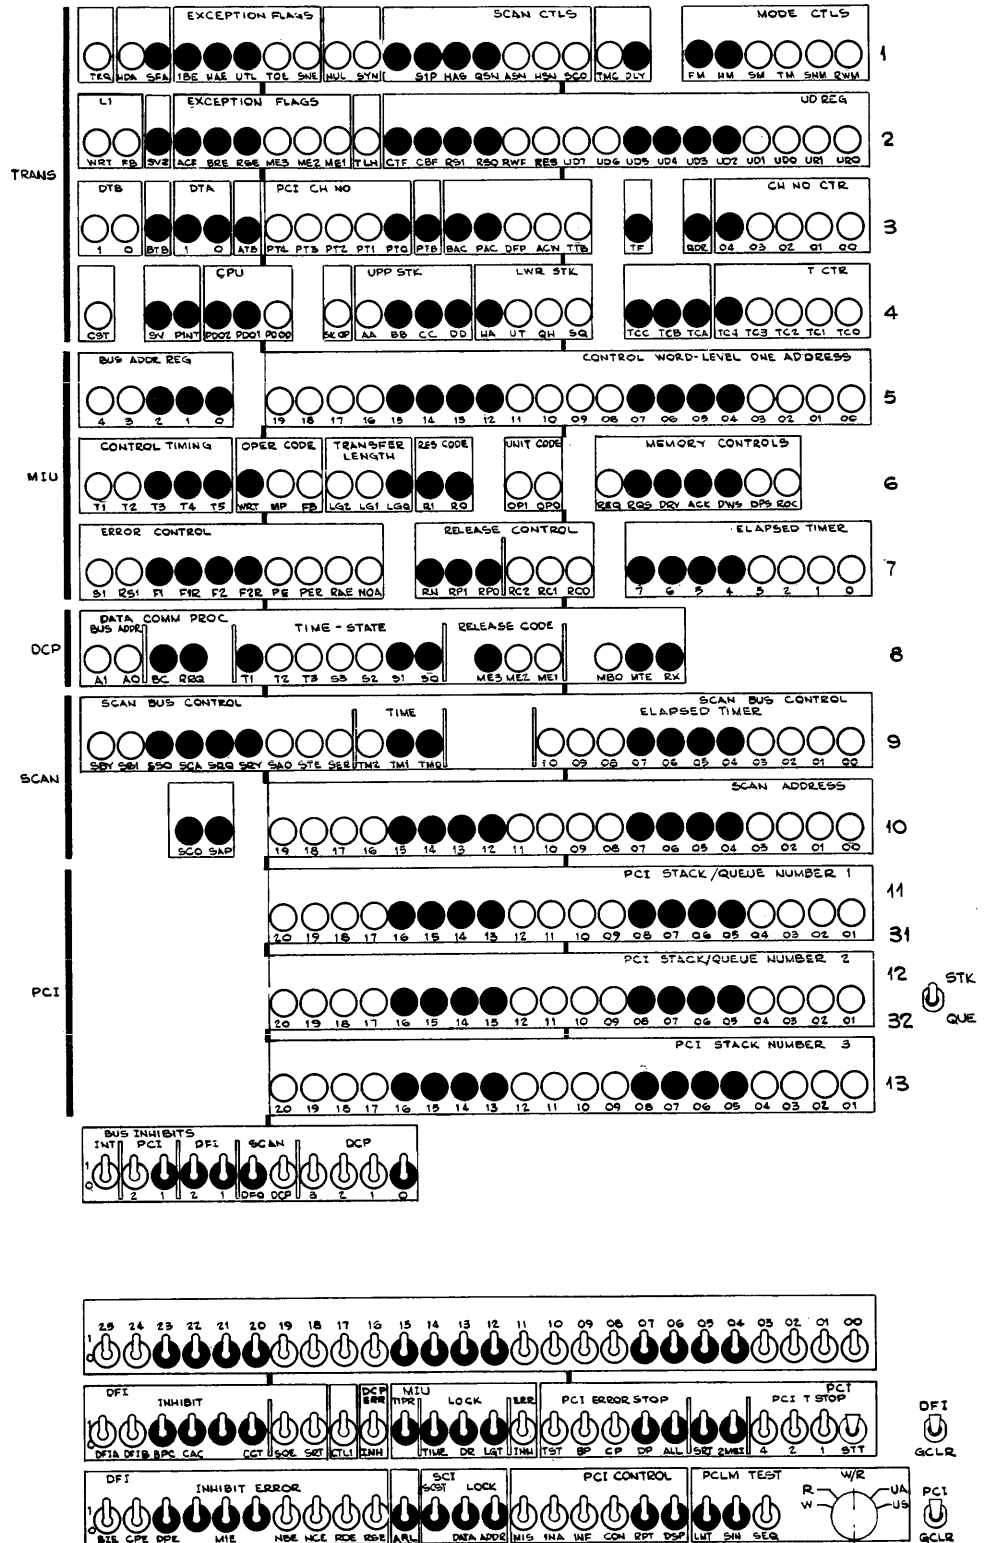 EXCEPTION FLAGS SCAN CTLS MODE CTLS
TRQ HDA SFA IBE MAE UTL TOE SNE NUL SYN S1P HAS QSN ASN HSN SCO TMC DLY FM HM SM TM SHM RWM 1
L1 EXCEPTION FLAGS UD REG
WRT FB ACF BRE RGE ME3 ME2 ME1 TLH CTF CBF RS1 RS0 RWF RES UD7 UD6 UD5 UD4 UD3 UD2 UD1 UD0 UR1 UR0 2
TRANS
DTB DTA PCI CH NO CH NO CTR
1 0 BTB 1 0 ATB PT4 PT3 PT2 PT1 PT0 PTB BAC PAC DFP ACW TTB TF 04 03 02 01 00 3
CPU UPP STK LWR STK T CTR
CST SV PINT PD02 PD01 PD00 SKOP AA BB CC DD HA UT QH SQ TCC TCB TCA TC4 TC3 TC2 TC1 TC0 4
BUS ADDR REG CONTROL WORD-LEVEL ONE ADDRESS
4 3 2 1 0 19 18 17 16 15 14 13 12 11 10 09 08 07 06 05 04 03 02 01 00 5
MIU
CONTROL TIMING OPER CODE TRANSFER LENGTH RES CODE UNIT CODE MEMORY CONTROLS
T1 T2 T3 T4 T5 WRT MP FB LG2 LG1 LG0 R1 R0 OP1 OP0 REQ RQS DRY ACK DWS DPS ROC 6
ERROR CONTROL RELEASE CONTROL ELAPSED TIMER
S1 RS1 F1 F1R F2 F2R PE PER RAE NOA RN RP1 RP0 RC2 RC1 RC0 7 6 5 4 3 2 1 0 7
DCP
DATA COMM PROC
BUS ADDR TIME-STATE RELEASE CODE
A1 A0 BC REQ T1 T2 T3 S3 S2 S1 S0 ME3 ME2 ME1 MB0 MTE RX 8
SCAN BUS CONTROL TIME SCAN BUS CONTROL
ELAPSED TIMER
SBY SB1 SSO SCA SRQ SRY SAO STE SER TM2 TM1 TM0 10 09 08 07 06 05 04 03 02 01 00 9
SCAN
SCAN ADDRESS
SCO SAP 19 18 17 16 15 14 13 12 11 10 09 08 07 06 05 04 03 02 01 00 10
PCI STACK/QUEUE NUMBER 1 11
20 19 18 17 16 15 14 13 12 11 10 09 08 07 06 05 04 03 02 01 31
PCI STACK/QUEUE NUMBER 2 12 STK
PCI
20 19 18 17 16 15 14 13 12 11 10 09 08 07 06 05 04 03 02 01 32 QUE
PCI STACK NUMBER 3
20 19 18 17 16 15 14 13 12 11 10 09 08 07 06 05 04 03 02 01 13
BUS INHIBITS
INT PCI DFI SCAN DCP
1
0 2 1 2 1 DFO DCP 3 2 1 0
25 24 23 22 21 20 19 18 17 16 15 14 13 12 11 10 09 08 07 06 05 04 03 02 01 00
1
0
DFI INHIBIT DCP ERR MIU TIPR LOCK ERR PCI ERROR STOP PCI T STOP PCI DFI
1
0 DFIA DFIB BPC CAC CGT SOE SRT CTL1 INH TIME DR LGT INH TST BP CP DP ALL SRT 2MBI 4 2 1 STT GCLR
DFI INHIBIT ERROR SCI SCST LOCK PCI CONTROL PCLM TEST W/R PCI
R UA
W US
1
0 BZE CPE DPE MIE NBE NCE RDE RSE ARL DATA ADDR MIS INA INF CON RPT DSP LMT SIN SEQ GCLR